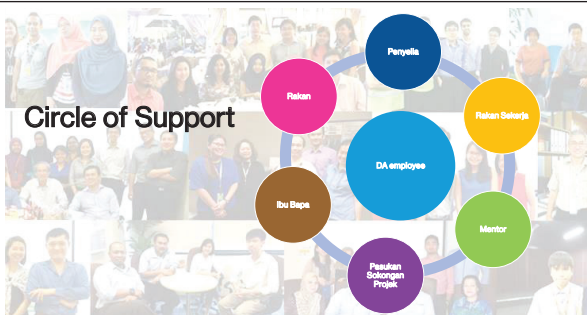 Circle of Support
Penyelia
Rakan Sekerja
Mentor
Pasukan
Sokongan
Projek
Ibu Bapa
Rakan
DA employee